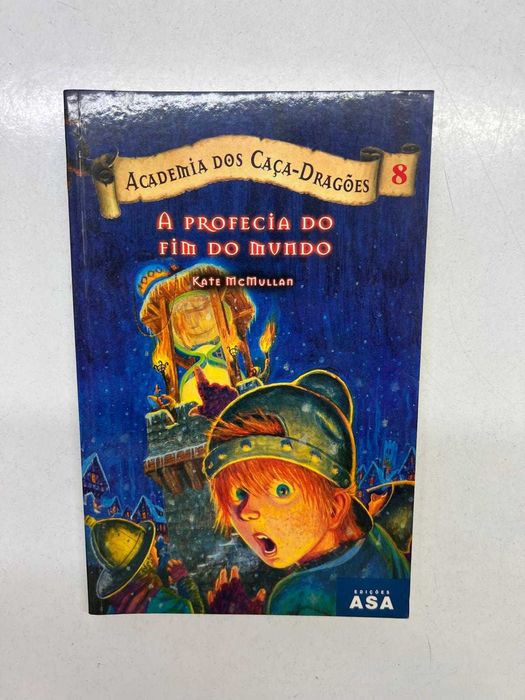 ACADEMIA DOS CAÇA-DRAGÕES 8
A PROFECIA DO
FIM DO MUNDO
KATE MCMULLAN
EDIÇÕES
ASA